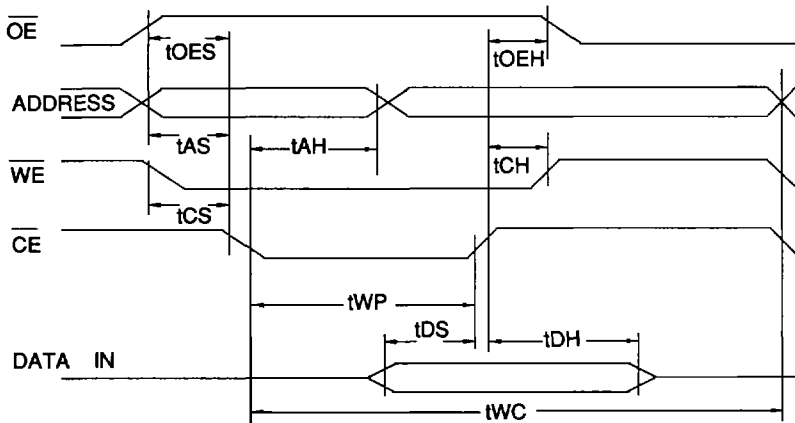 OE
tOES
tOEH
ADDRESS
tAS
tAH
WE
tCH
tCS
CE
tWP
tDS
tDH
DATA IN
tWC